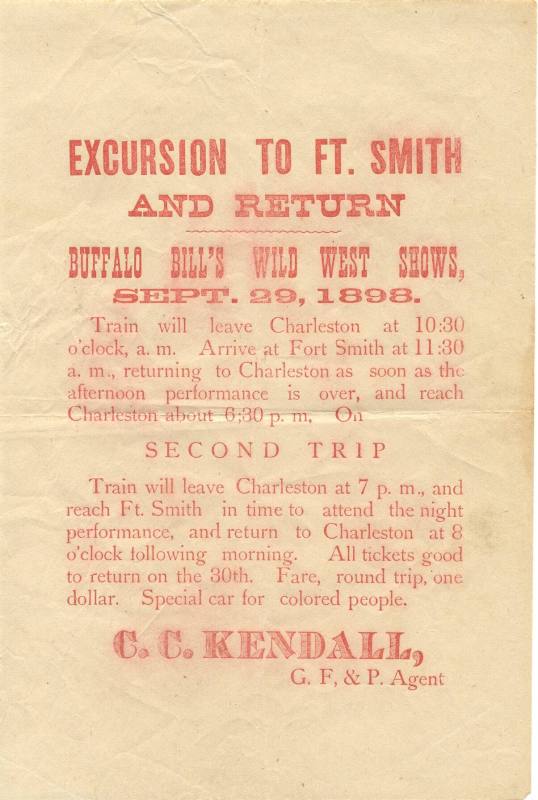 EXCURSION TO FT. SMITH
AND RETURN
BUFFALO BILL'S WILD WEST SHOWS,
SEPT. 29, 1898.
Train will leave Charleston at 10:30
o'clock, a. m. Arrive at Fort Smith at 11:30
a. m., returning to Charleston as soon as the
afternoon performance is over, and reach
Charleston about 6;30 p. m. On
SECOND TRIP
Train will leave Charleston at 7 p. m., and
reach Ft. Smith in time to attend the night
performance, and return to Charleston at 8
o'clock following morning. All tickets good
to return on the 30th. Fare, round trip, one
dollar. Special car for colored people.
C. C. KENDALL,
G. F, & P. Agent